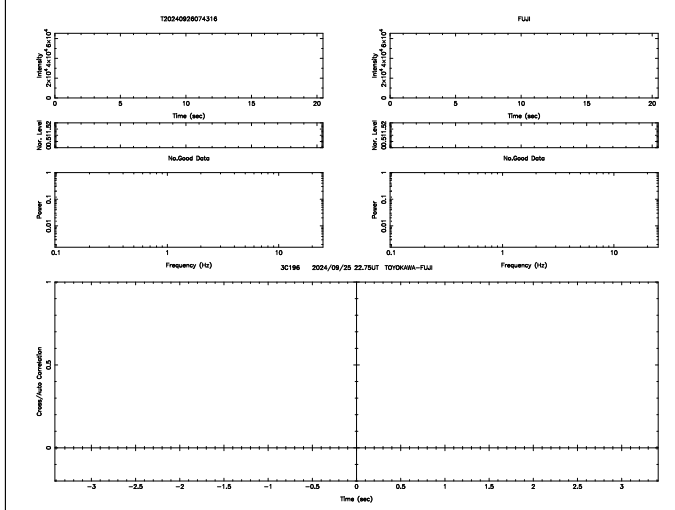 T20240926074316 FUJI
Intensity 0 2×10⁴ 4×10⁴ 6×10⁴ Intensity 0 2×10⁴ 4×10⁴ 6×10⁴
0 5 10 15 20 0 5 10 15 20
Time (sec) Time (sec)
Nor. Level 00.511.52 Nor. Level 00.511.52
No.Good Data No.Good Data
Power 0.01 0.1 1 Power 0.01 0.1 1
0.1 1 10 0.1 1 10
Frequency (Hz) Frequency (Hz)
3C196 2024/09/25 22.75UT TOYOKAWA-FUJI
Cross/Auto Correlation 0 0.5 1
-3 -2.5 -2 -1.5 -1 -0.5 0 0.5 1 1.5 2 2.5 3
Time (sec)